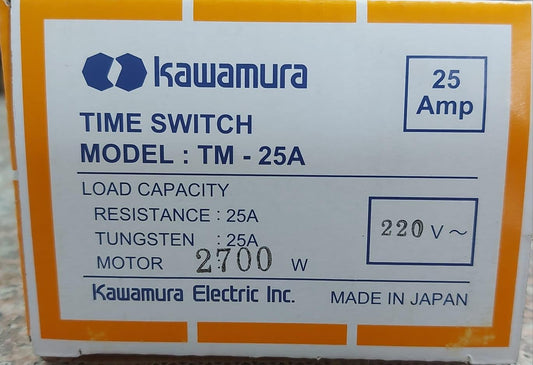 Kawamura
25
Amp
TIME SWITCH
MODEL : TM - 25A
LOAD CAPACITY
RESISTANCE : 25A
TUNGSTEN : 25A
MOTOR : 2700 W
220 V ~
Kawamura Electric Inc.
MADE IN JAPAN